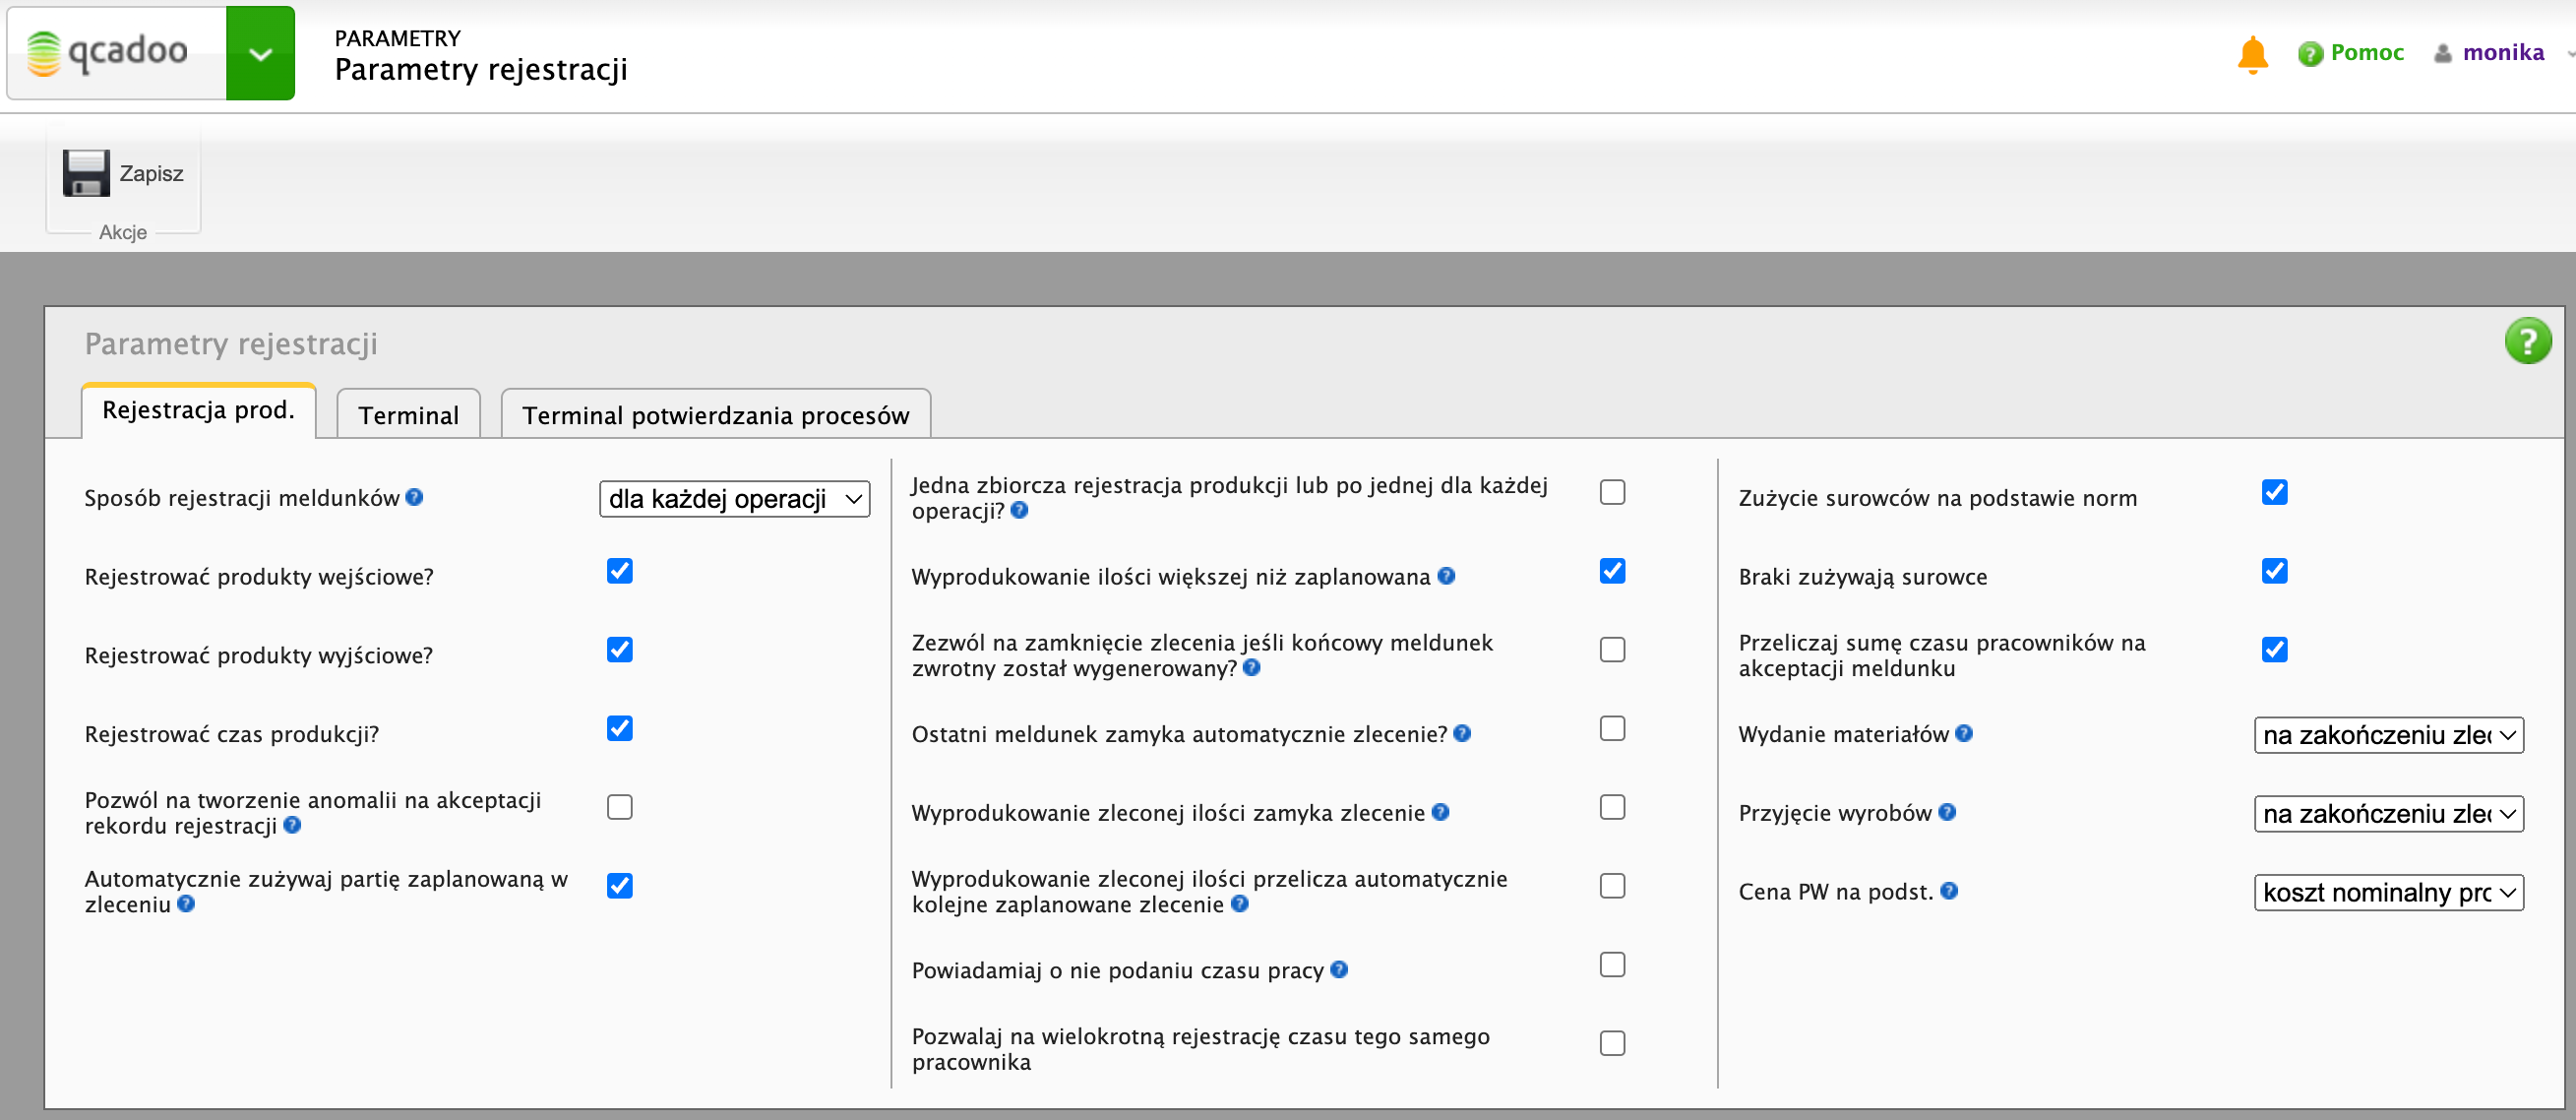 qcadoo
PARAMETRY
Parametry rejestracji
Pomoc
monika
Zapisz
Akcje
Parametry rejestracji
Rejestracja prod.
Terminal
Terminal potwierdzania procesów
Sposób rejestracji meldunków
dla każdej operacji
Rejestrować produkty wejściowe?
Rejestrować produkty wyjściowe?
Rejestrować czas produkcji?
Pozwól na tworzenie anomalii na akceptacji
rekordu rejestracji
Automatycznie zużywaj partię zaplanowaną w
zleceniu
Jedna zbiorcza rejestracja produkcji lub po jednej dla każdej
operacji?
Wyprodukowanie ilości większej niż zaplanowana
Zezwól na zamknięcie zlecenia jeśli końcowy meldunek
zwrotny został wygenerowany?
Ostatni meldunek zamyka automatycznie zlecenie?
Wyprodukowanie zleconej ilości zamyka zlecenie
Wyprodukowanie zleconej ilości przelicza automatycznie
kolejne zaplanowane zlecenie
Powiadamiaj o nie podaniu czasu pracy
Pozwalaj na wielokrotną rejestrację czasu tego samego
pracownika
Zużycie surowców na podstawie norm
Braki zużywają surowce
Przeliczaj sumę czasu pracowników na
akceptacji meldunku
Wydanie materiałów
na zakończeniu zlec
Przyjęcie wyrobów
na zakończeniu zlec
Cena PW na podst.
koszt nominalny pro